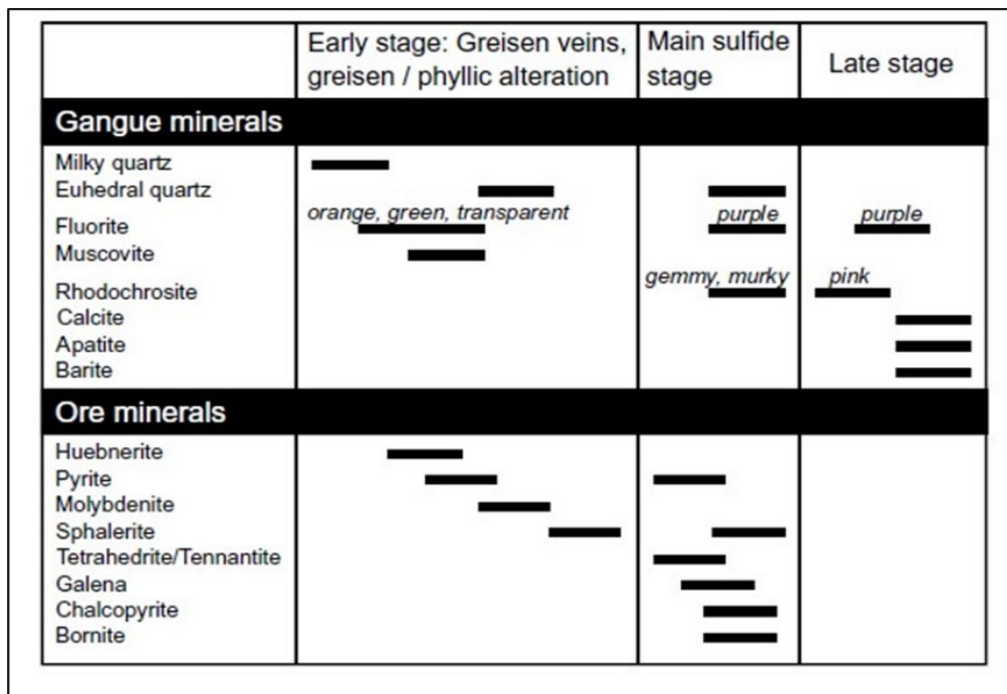 Early stage: Greisen veins,
greisen / phyllic alteration
Main sulfide
stage
Late stage
Gangue minerals
Milky quartz
Euhedral quartz
orange, green, transparent
purple
purple
Fluorite
Muscovite
gemmy, murky
pink
Rhodochrosite
Calcite
Apatite
Barite
Ore minerals
Huebnerite
Pyrite
Molybdenite
Sphalerite
Tetrahedrite/Tennantite
Galena
Chalcopyrite
Bornite